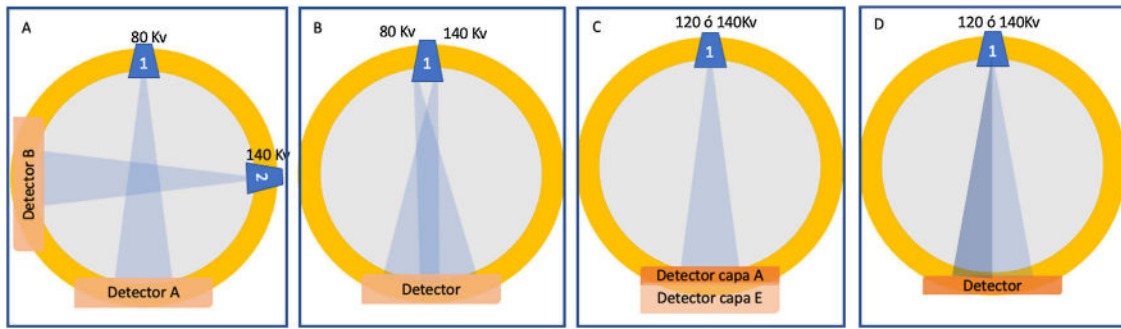 A
80 Kv
1
140 Kv
2
Detector B
Detector A
B
80 Kv
140 Kv
1
Detector
C
120 ó 140Kv
1
Detector capa A
Detector capa E
D
120 ó 140Kv
1
Detector